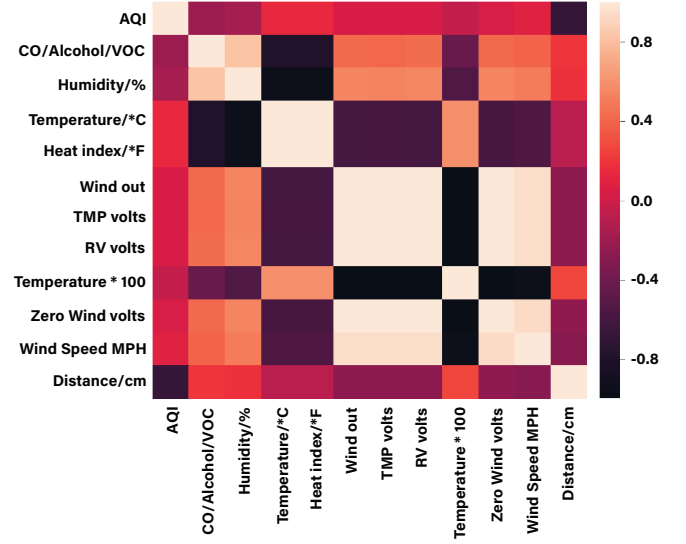 AQI
CO/Alcohol/VOC
Humidity/%
Temperature/*C
Heat index/*F
Wind out
TMP volts
RV volts
Temperature * 100
Zero Wind volts
Wind Speed MPH
Distance/cm
0.8
0.4
0.0
-0.4
-0.8
AQI
CO/Alcohol/VOC
Humidity/%
Temperature/*C
Heat index/*F
Wind out
TMP volts
RV volts
Temperature * 100
Zero Wind volts
Wind Speed MPH
Distance/cm